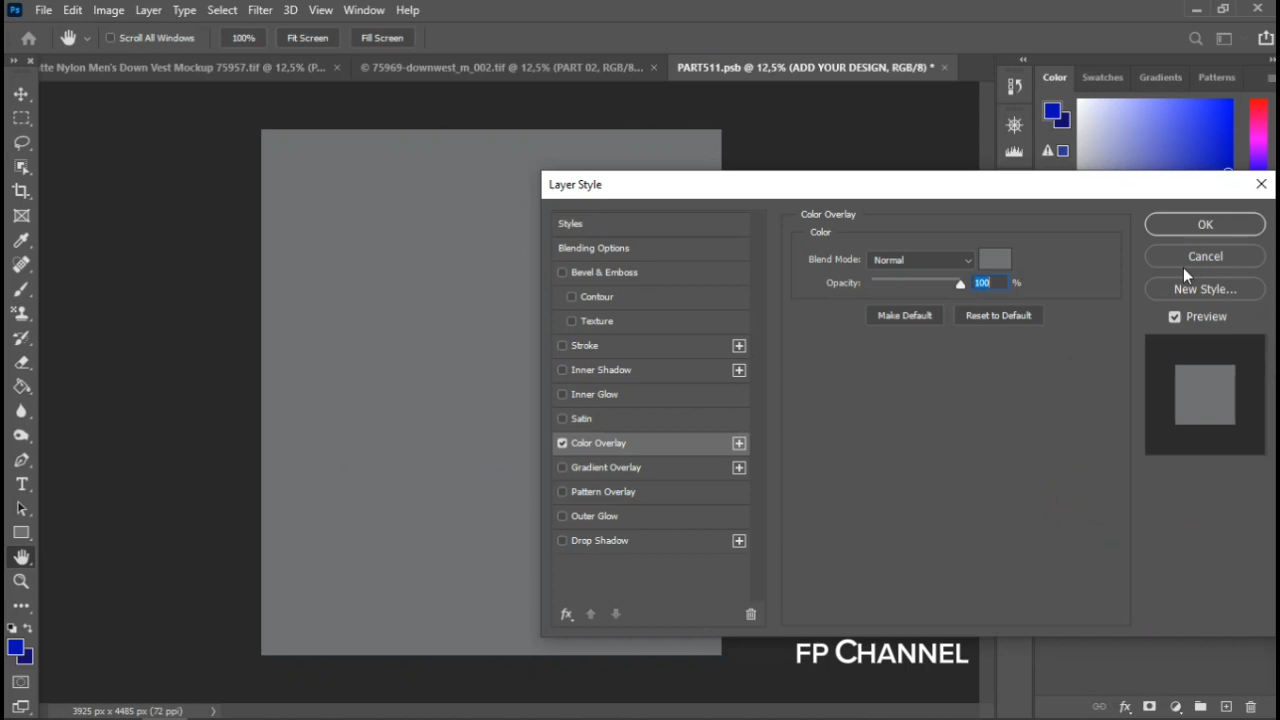 Ps File Edit Image Layer Type Select Filter 3D View Window Help
Scroll All Windows 100% Fit Screen Fill Screen
tte Nylon Men's Down Vest Mockup 75957.tif @ 12,5% (P... × © 75969-downwest_m_002.tif @ 12,5% (PART 02, RGB/8... × PART511.psb @ 12,5% (ADD YOUR DESIGN, RGB/8) * ×
Color Swatches Gradients Patterns
Layer Style
Styles
Blending Options
Bevel & Emboss
Contour
Texture
Stroke
Inner Shadow
Inner Glow
Satin
Color Overlay
Gradient Overlay
Pattern Overlay
Outer Glow
Drop Shadow
fx
Color Overlay
Color
Blend Mode: Normal
Opacity: 100 %
Make Default Reset to Default
OK
Cancel
New Style...
Preview
FP CHANNEL
3925 px x 4485 px (72 ppi)
fx